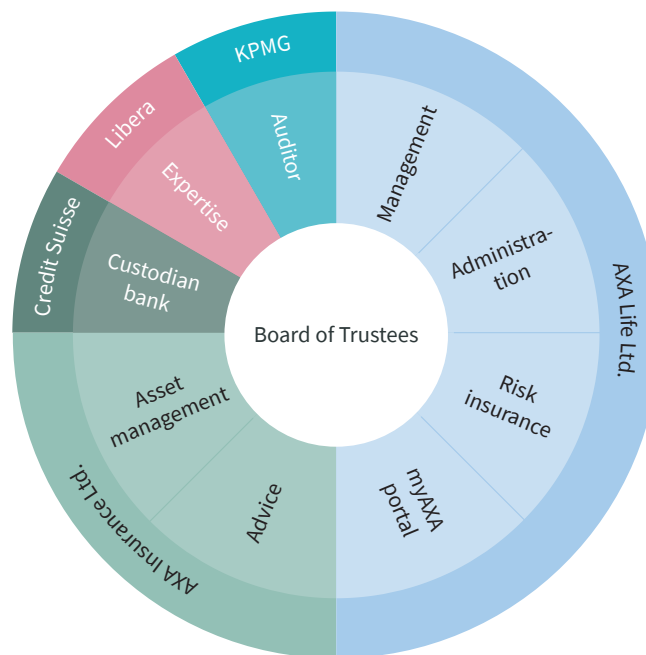 KPMG
Auditor
Libera
Expertise
Credit Suisse
Custodian
bank
Management
Administra-
tion
AXA Life Ltd.
Board of Trustees
Risk
insurance
myAXA
portal
Asset
management
Advice
AXA Insurance Ltd.